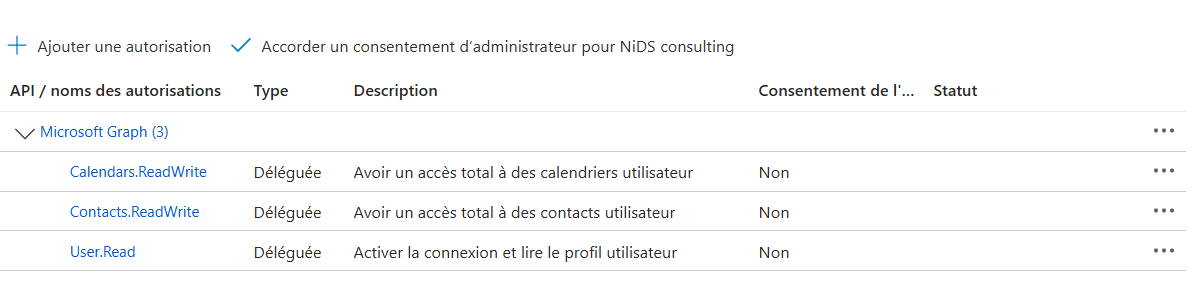 Ajouter une autorisation Accorder un consentement d’administrateur pour NiDS consulting
API / noms des autorisations Type Description Consentement de l'... Statut
Microsoft Graph (3)
Calendars.ReadWrite Déléguée Avoir un accès total à des calendriers utilisateur Non
Contacts.ReadWrite Déléguée Avoir un accès total à des contacts utilisateur Non
User.Read Déléguée Activer la connexion et lire le profil utilisateur Non